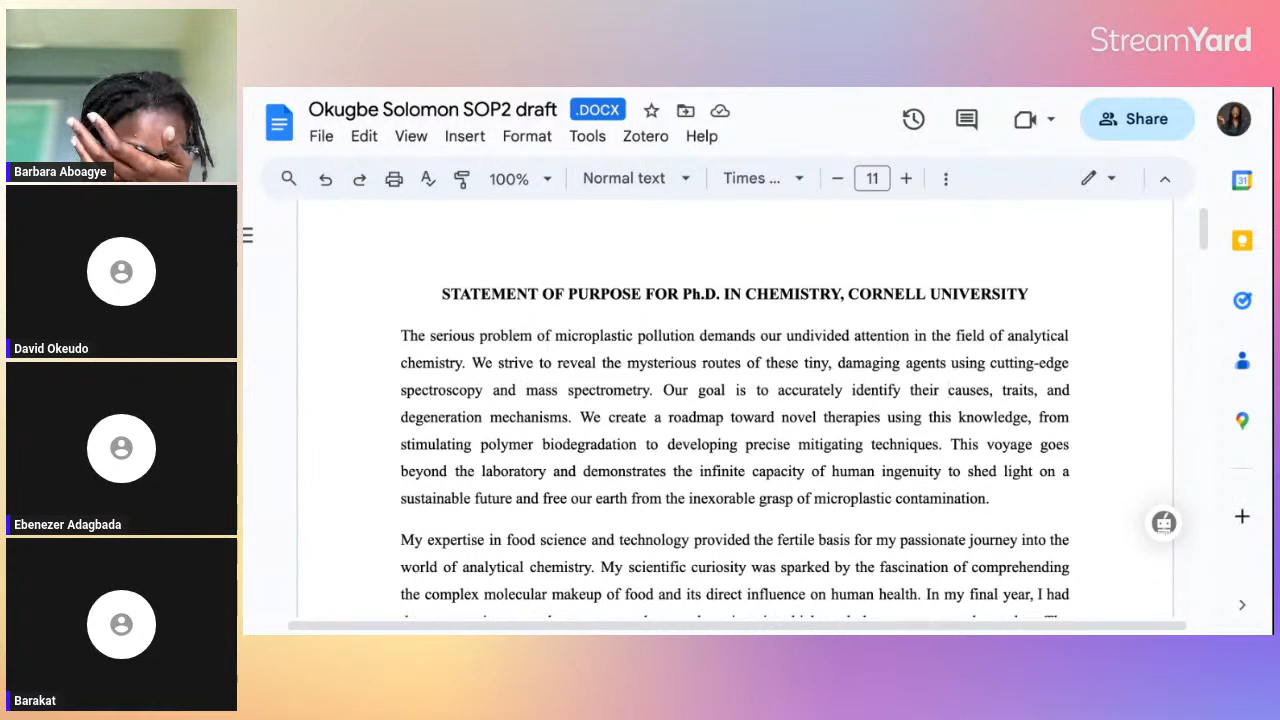 StreamYard
Barbara Aboagye
David Okeudo
Ebenezer Adagbada
Barakat
Okugbe Solomon SOP2 draft .DOCX
File Edit View Insert Format Tools Zotero Help
Share
100% Normal text Times ... 11
31
STATEMENT OF PURPOSE FOR Ph.D. IN CHEMISTRY, CORNELL UNIVERSITY
The serious problem of microplastic pollution demands our undivided attention in the field of analytical
chemistry. We strive to reveal the mysterious routes of these tiny, damaging agents using cutting-edge
spectroscopy and mass spectrometry. Our goal is to accurately identify their causes, traits, and
degeneration mechanisms. We create a roadmap toward novel therapies using this knowledge, from
stimulating polymer biodegradation to developing precise mitigating techniques. This voyage goes
beyond the laboratory and demonstrates the infinite capacity of human ingenuity to shed light on a
sustainable future and free our earth from the inexorable grasp of microplastic contamination.
My expertise in food science and technology provided the fertile basis for my passionate journey into the
world of analytical chemistry. My scientific curiosity was sparked by the fascination of comprehending
the complex molecular makeup of food and its direct influence on human health. In my final year, I had